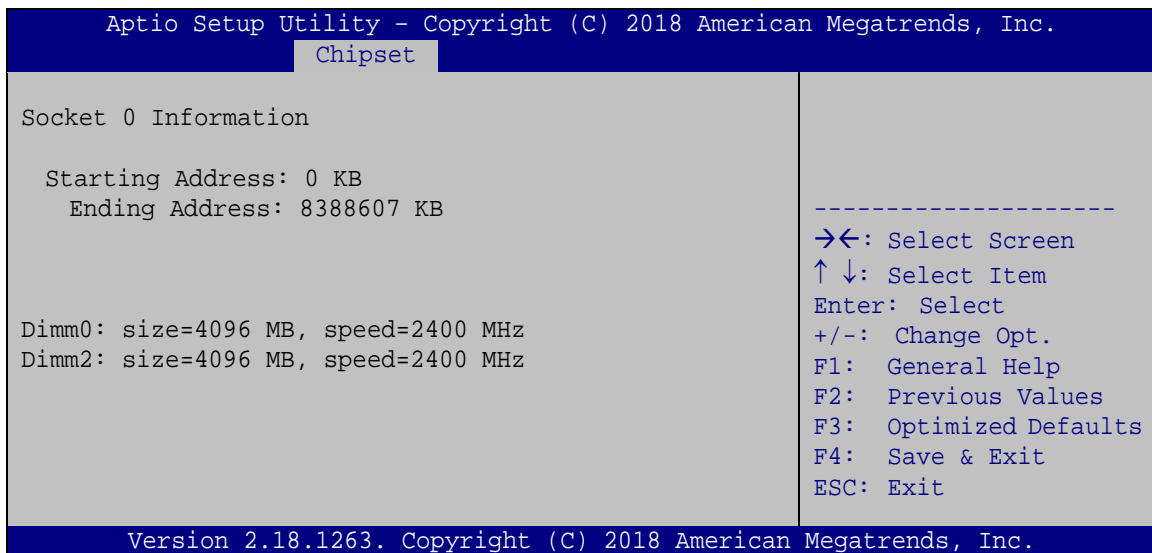 Aptio Setup Utility – Copyright (C) 2018 American Megatrends, Inc.
Chipset
Socket 0 Information
Starting Address: 0 KB
Ending Address: 8388607 KB
Dimm0: size=4096 MB, speed=2400 MHz
Dimm2: size=4096 MB, speed=2400 MHz
---------------------
→←: Select Screen
↑ ↓: Select Item
Enter: Select
+/-: Change Opt.
F1: General Help
F2: Previous Values
F3: Optimized Defaults
F4: Save & Exit
ESC: Exit
Version 2.18.1263. Copyright (C) 2018 American Megatrends, Inc.